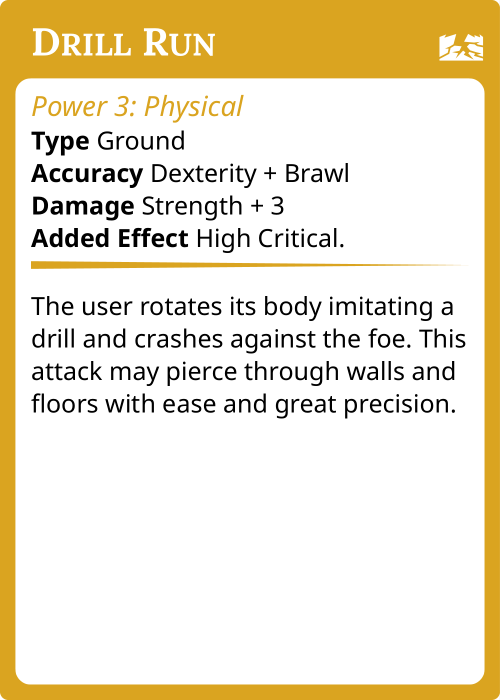 Drill Run
Power 3: Physical
Type Ground
Accuracy Dexterity + Brawl
Damage Strength + 3
Added Effect High Critical.
The user rotates its body imitating a
drill and crashes against the foe. This
attack may pierce through walls and
floors with ease and great precision.